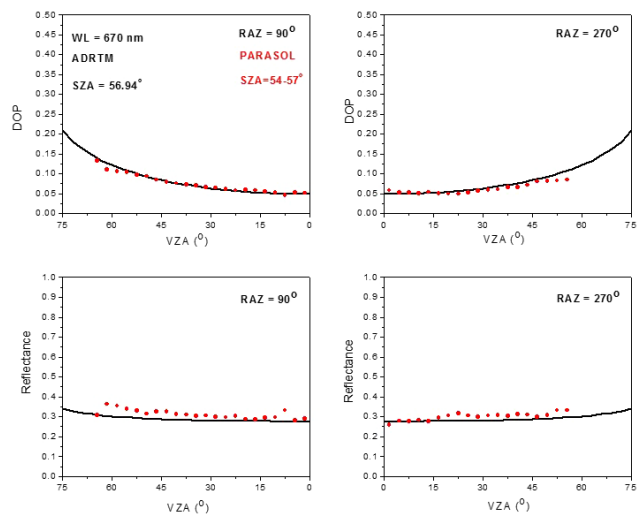 WL = 670 nm
RAZ = 90⁰
ADRTM
PARASOL
SZA = 56.94°
SZA=54-57°
DOP
0.50
0.45
0.40
0.35
0.30
0.25
0.20
0.15
0.10
0.05
0.00
75 60 45 30 15 0
VZA (⁰)
RAZ = 270⁰
DOP
0.50
0.45
0.40
0.35
0.30
0.25
0.20
0.15
0.10
0.05
0.00
0 15 30 45 60 75
VZA (⁰)
RAZ = 90⁰
Reflectance
1.0
0.9
0.8
0.7
0.6
0.5
0.4
0.3
0.2
0.1
0.0
75 60 45 30 15 0
VZA (⁰)
RAZ = 270⁰
Reflectance
1.0
0.9
0.8
0.7
0.6
0.5
0.4
0.3
0.2
0.1
0.0
0 15 30 45 60 75
VZA (⁰)